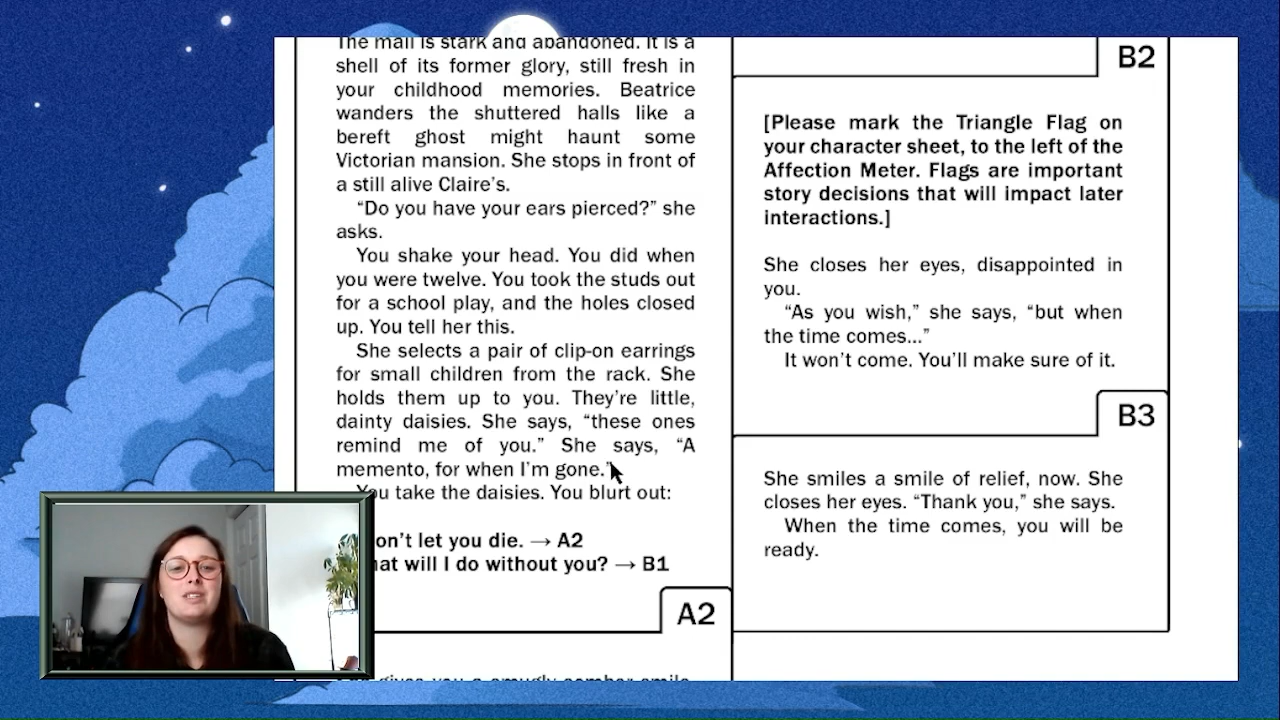 The mall is stark and abandoned. It is a
shell of its former glory, still fresh in
your childhood memories. Beatrice
wanders the shuttered halls like a
bereft ghost might haunt some
Victorian mansion. She stops in front of
a still alive Claire’s.
“Do you have your ears pierced?” she
asks.
You shake your head. You did when
you were twelve. You took the studs out
for a school play, and the holes closed
up. You tell her this.
She selects a pair of clip-on earrings
for small children from the rack. She
holds them up to you. They’re little,
dainty daisies. She says, “these ones
remind me of you.” She says, “A
memento, for when I’m gone.”
You take the daisies. You blurt out:
on’t let you die. → A2
hat will I do without you? → B1
A2
gives you a smugly somber smile.
B2
[Please mark the Triangle Flag on
your character sheet, to the left of the
Affection Meter. Flags are important
story decisions that will impact later
interactions.]
She closes her eyes, disappointed in
you.
“As you wish,” she says, “but when
the time comes...”
It won’t come. You’ll make sure of it.
B3
She smiles a smile of relief, now. She
closes her eyes. “Thank you,” she says.
When the time comes, you will be
ready.